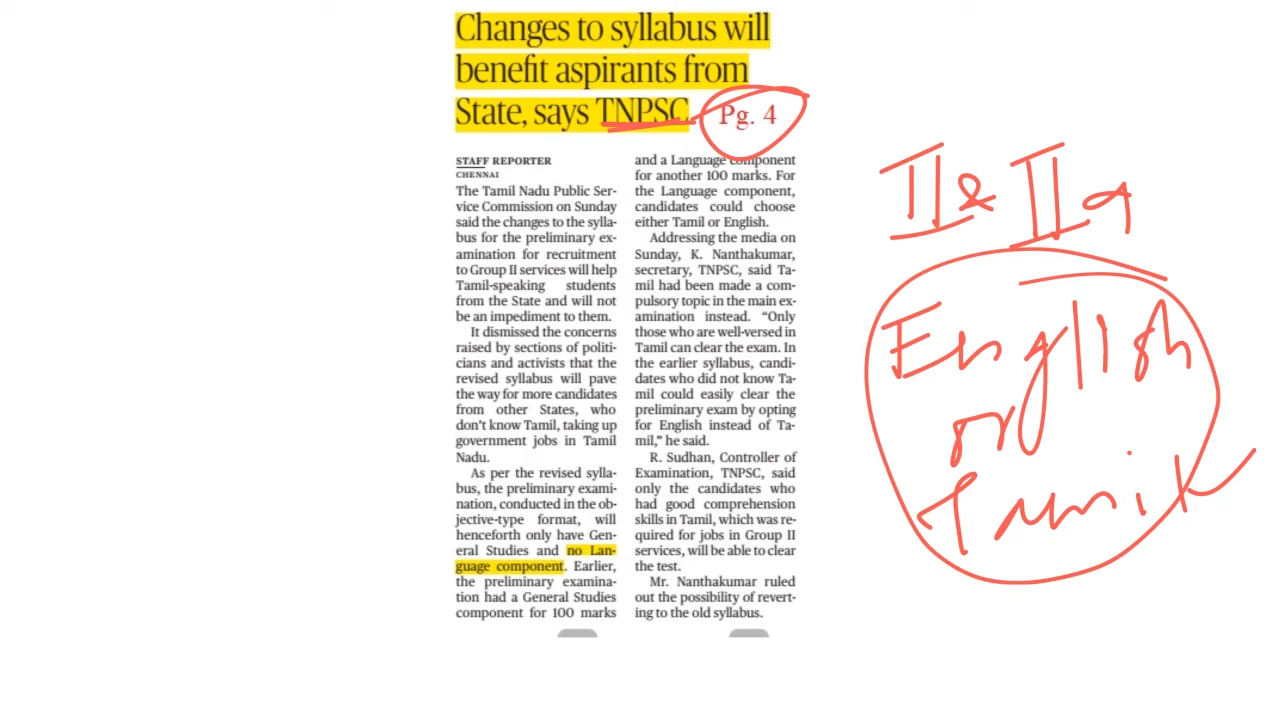 Changes to syllabus will
benefit aspirants from
State, says TNPSC
Pg. 4
STAFF REPORTER
CHENNAI
The Tamil Nadu Public Ser-
vice Commission on Sunday
said the changes to the sylla-
bus for the preliminary ex-
amination for recruitment
to Group II services will help
Tamil-speaking students
from the State and will not
be an impediment to them.
It dismissed the concerns
raised by sections of politi-
cians and activists that the
revised syllabus will pave
the way for more candidates
from other States, who
don't know Tamil, taking up
government jobs in Tamil
Nadu.
As per the revised sylla-
bus, the preliminary exami-
nation, conducted in the ob-
jective-type format, will
henceforth only have Gen-
eral Studies and no Lan-
guage component. Earlier,
the preliminary examina-
tion had a General Studies
component for 100 marks
and a Language component
for another 100 marks. For
the Language component,
candidates could choose
either Tamil or English.
Addressing the media on
Sunday, K. Nanthakumar,
secretary, TNPSC, said Ta-
mil had been made a com-
pulsory topic in the main ex-
amination instead. “Only
those who are well-versed in
Tamil can clear the exam. In
the earlier syllabus, candi-
dates who did not know Ta-
mil could easily clear the
preliminary exam by opting
for English instead of Ta-
mil,” he said.
R. Sudhan, Controller of
Examination, TNPSC, said
only the candidates who
had good comprehension
skills in Tamil, which was re-
quired for jobs in Group II
services, will be able to clear
the test.
Mr. Nanthakumar ruled
out the possibility of revert-
ing to the old syllabus.
II & II a
English
or
Tamil